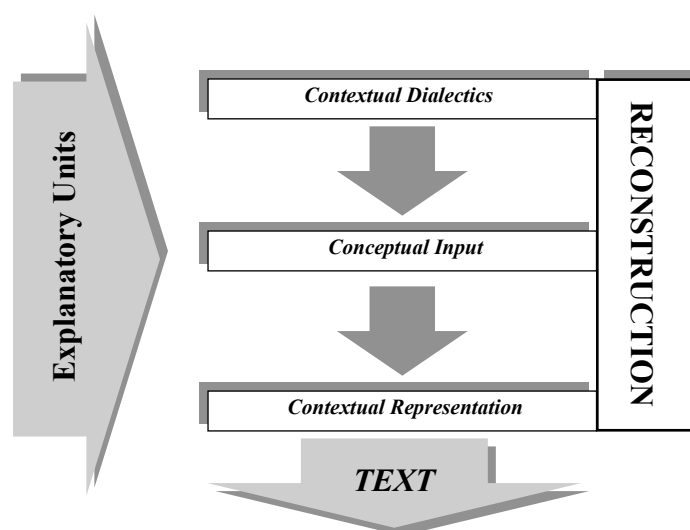 Explanatory Units
Contextual Dialectics
Conceptual Input
Contextual Representation
RECONSTRUCTION
TEXT